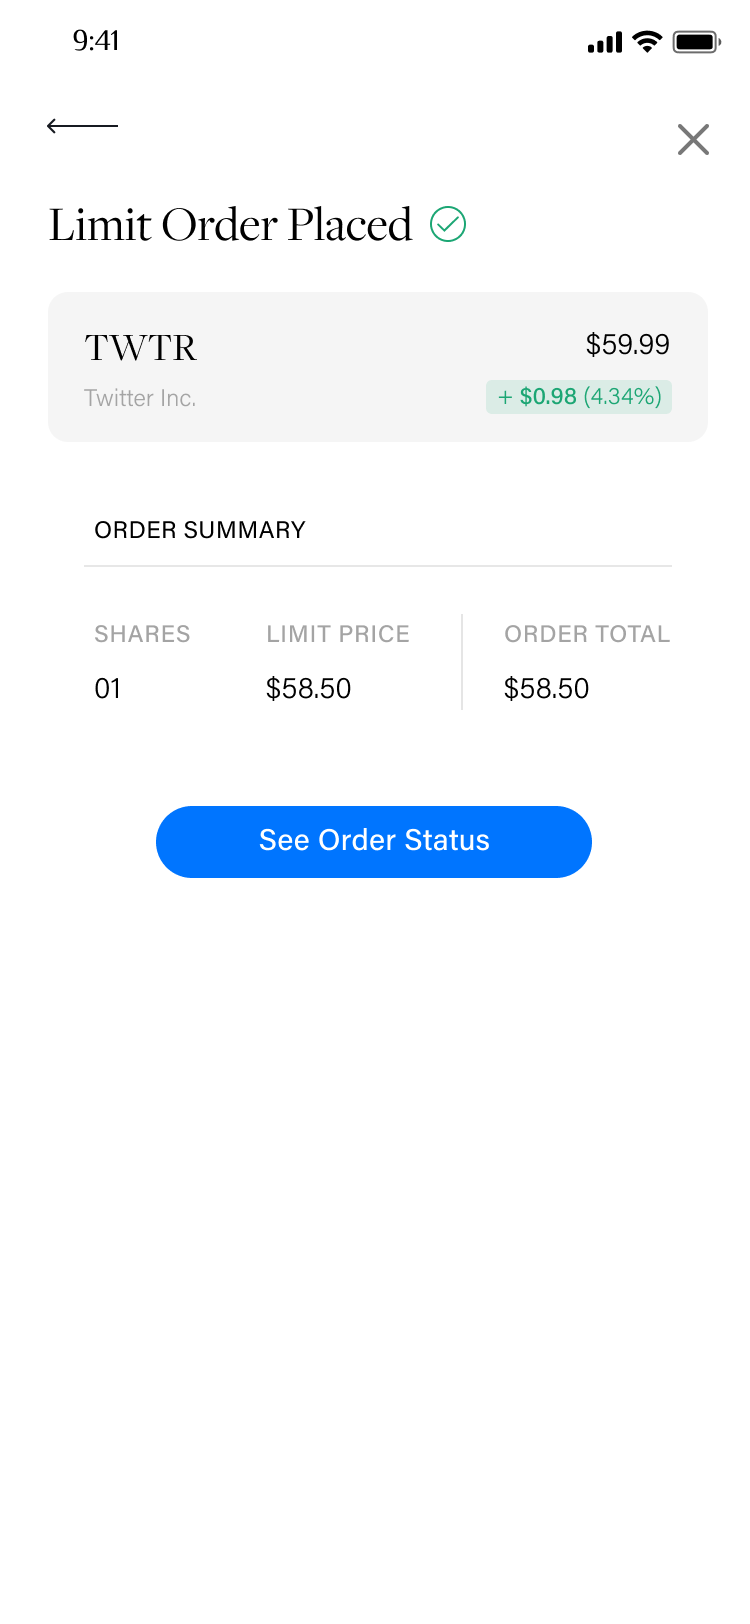 9:41
Limit Order Placed
TWTR
$59.99
Twitter Inc.
+ $0.98 (4.34%)
ORDER SUMMARY
SHARES LIMIT PRICE ORDER TOTAL
01 $58.50 $58.50
See Order Status